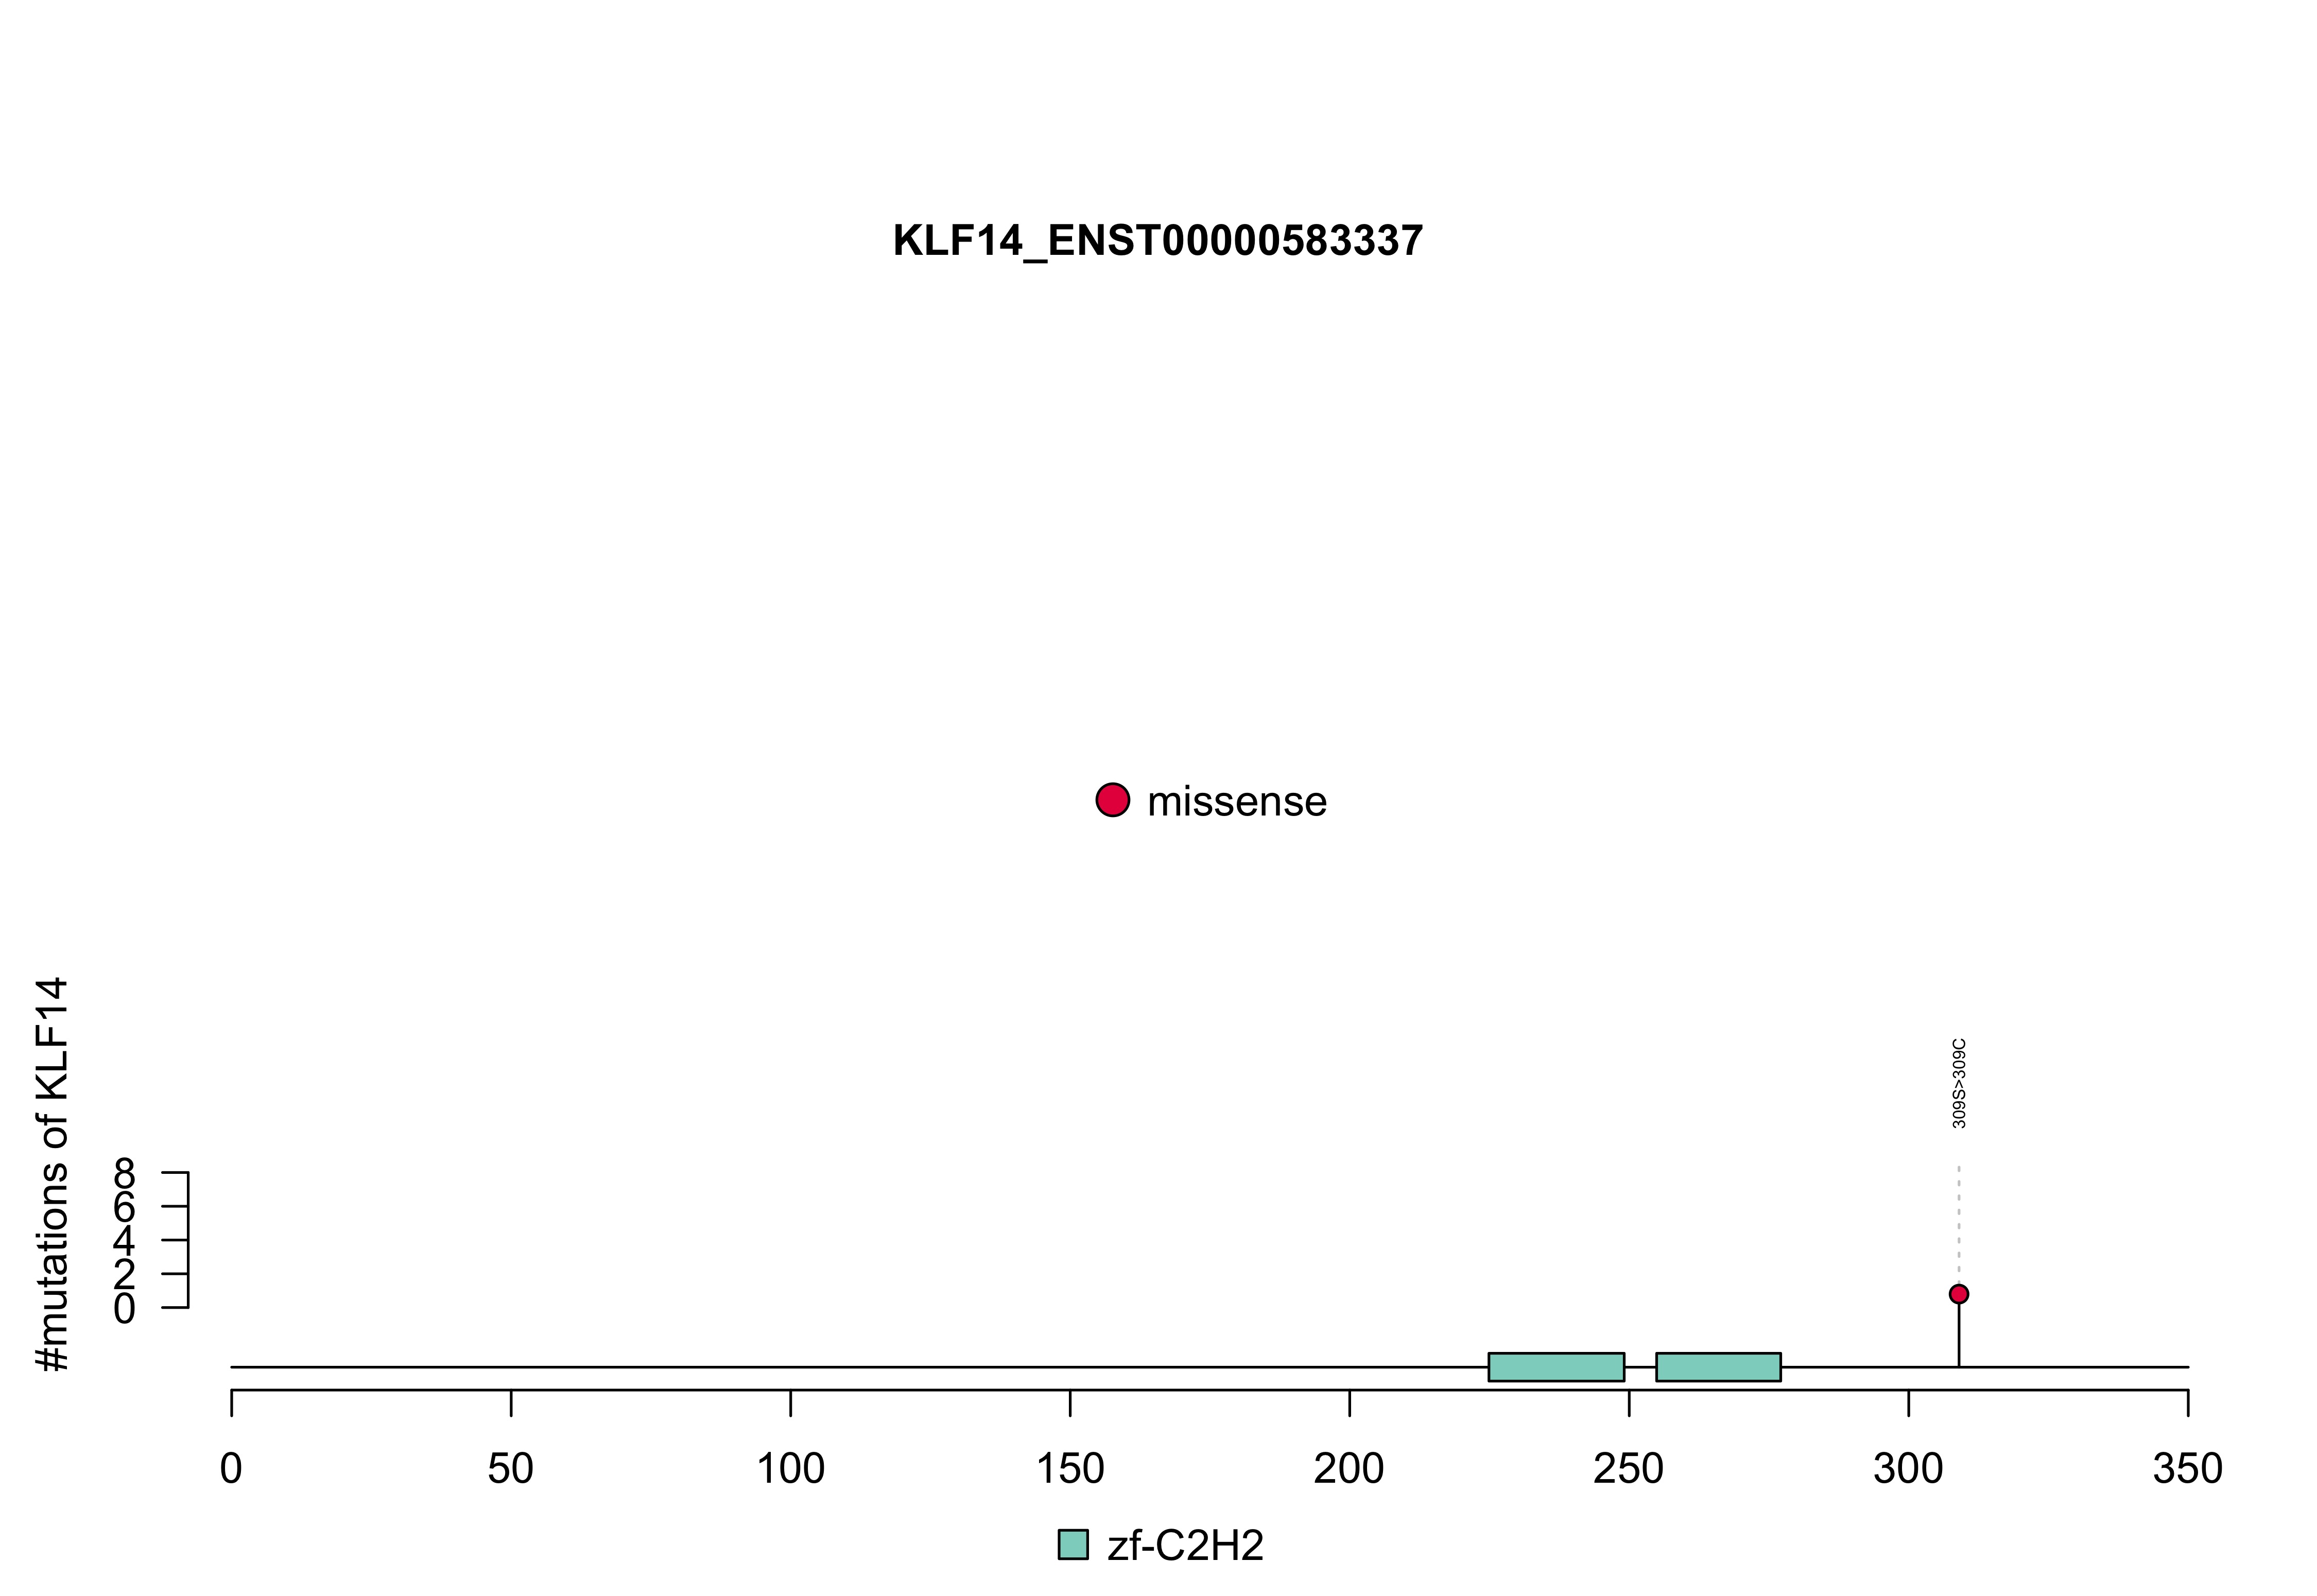 KLF14_ENST00000583337
missense
#mutations of KLF14
309S>309C
8
6
4
2
0
0 50 100 150 200 250 300 350
zf-C2H2